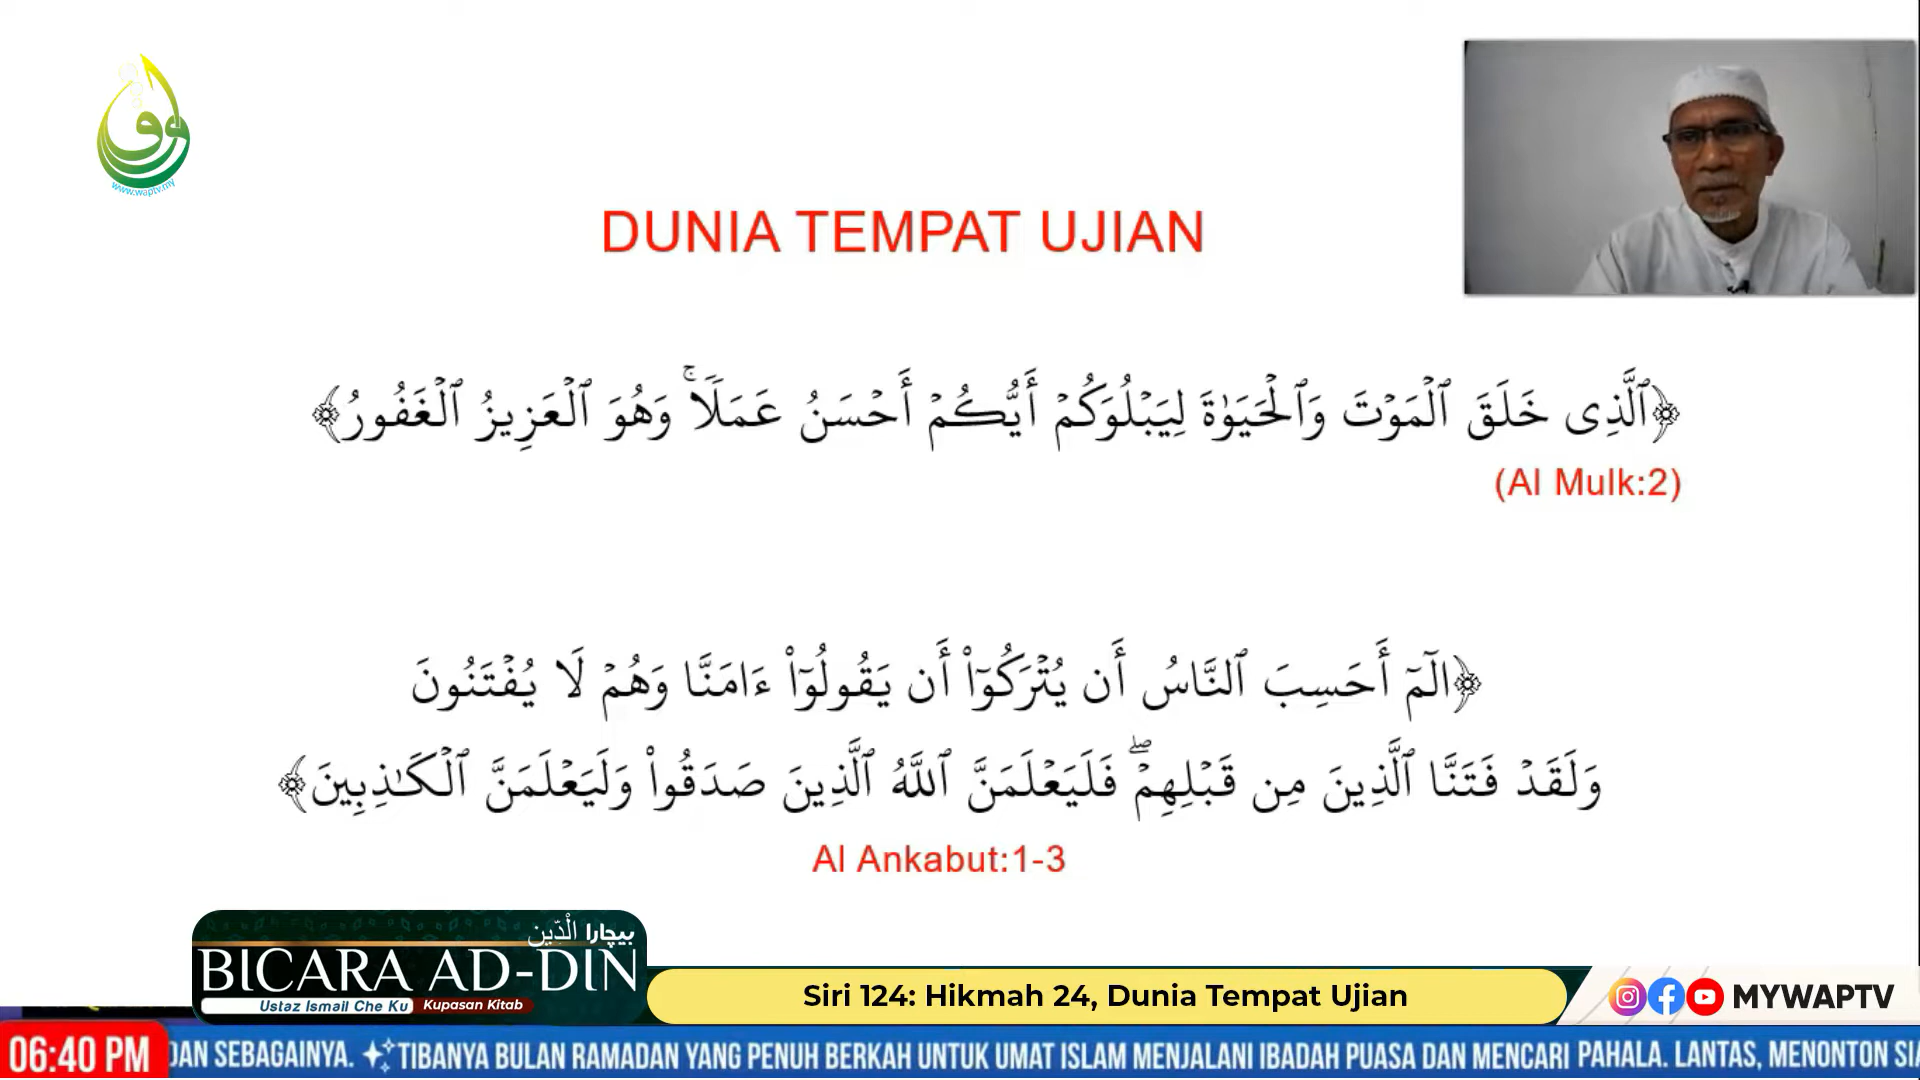 www.waptv.my
DUNIA TEMPAT UJIAN
﴿ٱلَّذِى خَلَقَ ٱلْمَوْتَ وَٱلْحَيَوٰةَ لِيَبْلُوَكُمْ أَيُّكُمْ أَحْسَنُ عَمَلًا ۚ وَهُوَ ٱلْعَزِيزُ ٱلْغَفُورُ﴾
(Al Mulk:2)
﴿الٓمٓ أَحَسِبَ ٱلنَّاسُ أَن يُتْرَكُوٓا۟ أَن يَقُولُوٓا۟ ءَامَنَّا وَهُمْ لَا يُفْتَنُونَ
وَلَقَدْ فَتَنَّا ٱلَّذِينَ مِن قَبْلِهِمْ ۖ فَلَيَعْلَمَنَّ ٱللَّهُ ٱلَّذِينَ صَدَقُوا۟ وَلَيَعْلَمَنَّ ٱلْكَـٰذِبِينَ﴾
Al Ankabut:1-3
بيچارا الدّين
BICARA AD-DIN
Ustaz Ismail Che Ku Kupasan Kitab
Siri 124: Hikmah 24, Dunia Tempat Ujian
MYWAPTV
06:40 PM DAN SEBAGAINYA. TIBANYA BULAN RAMADAN YANG PENUH BERKAH UNTUK UMAT ISLAM MENJALANI IBADAH PUASA DAN MENCARI PAHALA. LANTAS, MENONTON